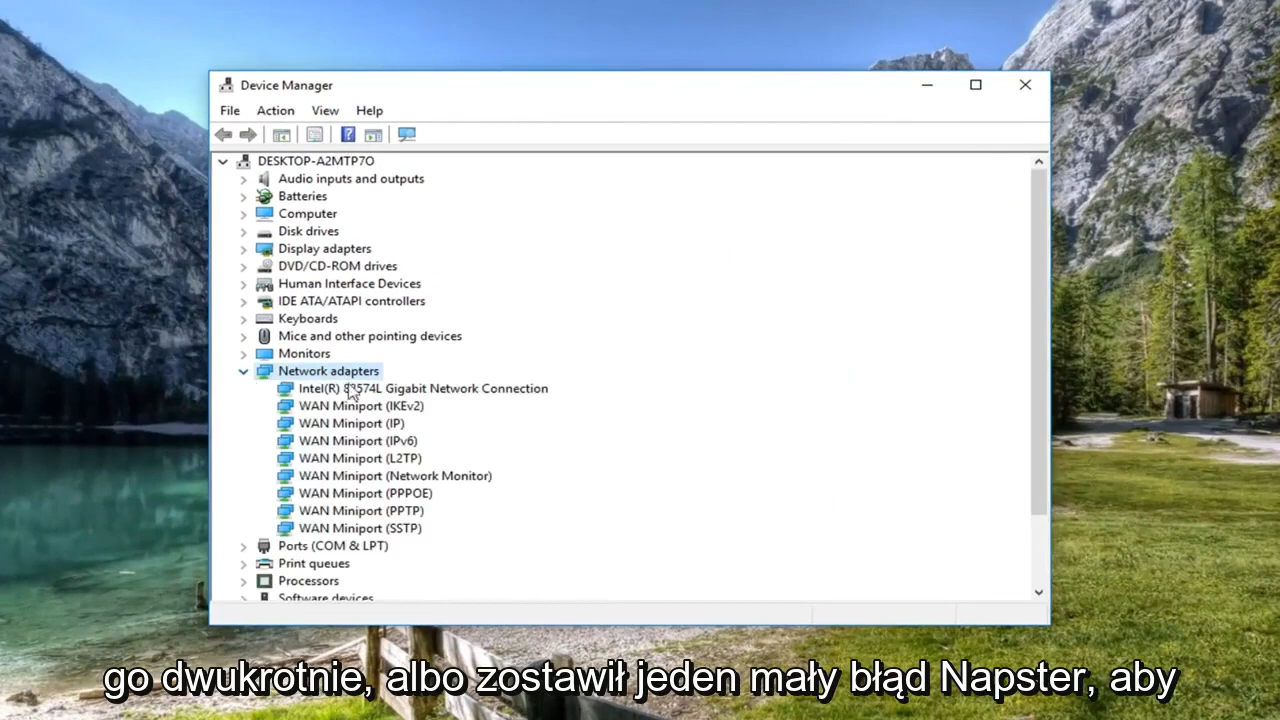 Device Manager
File Action View Help
DESKTOP-A2MTP7O
Audio inputs and outputs
Batteries
Computer
Disk drives
Display adapters
DVD/CD-ROM drives
Human Interface Devices
IDE ATA/ATAPI controllers
Keyboards
Mice and other pointing devices
Monitors
Network adapters
Intel(R) 82574L Gigabit Network Connection
WAN Miniport (IKEv2)
WAN Miniport (IP)
WAN Miniport (IPv6)
WAN Miniport (L2TP)
WAN Miniport (Network Monitor)
WAN Miniport (PPPOE)
WAN Miniport (PPTP)
WAN Miniport (SSTP)
Ports (COM & LPT)
Print queues
Processors
Software devices
go dwukrotnie, albo zostawił jeden mały błąd Napster, aby